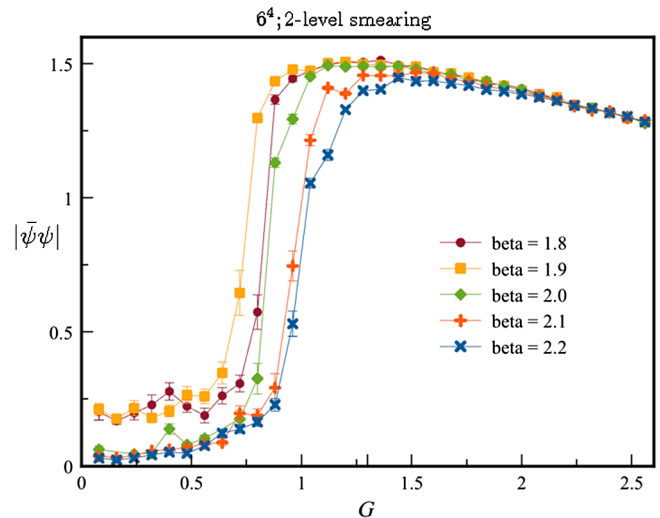 6⁴;2-level smearing
1.5
1
|ψ̄ψ|
0.5
0
beta = 1.8
beta = 1.9
beta = 2.0
beta = 2.1
beta = 2.2
0 0.5 1 1.5 2 2.5
G